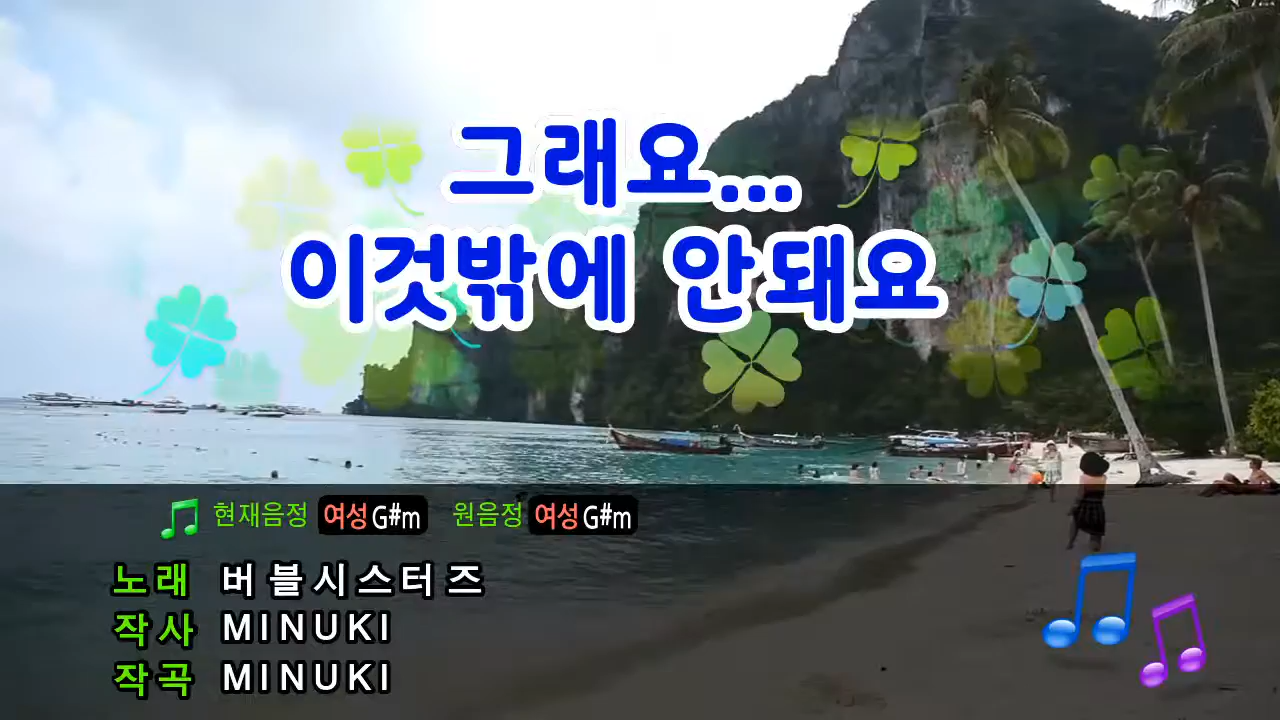 그래요...
이것밖에 안돼요
현재음정 여성 G#m 원음정 여성 G#m
노래 버블시스터즈
작사 MINUKI
작곡 MINUKI